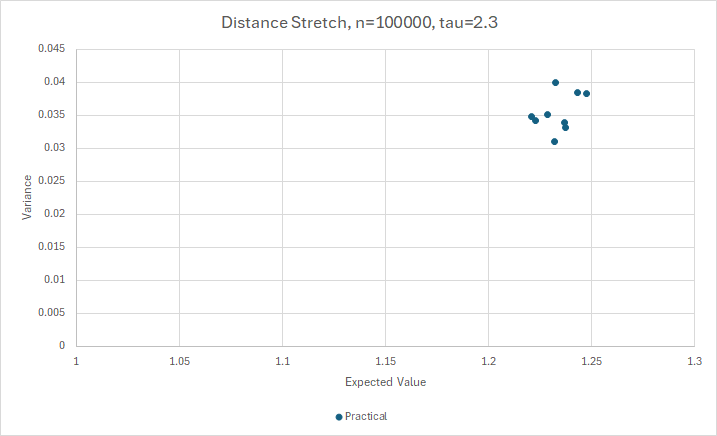 Distance Stretch, n=100000, tau=2.3
0.045
0.04
0.035
0.03
0.025
0.02
0.015
0.01
0.005
0
Variance
1 1.05 1.1 1.15 1.2 1.25 1.3
Expected Value
Practical